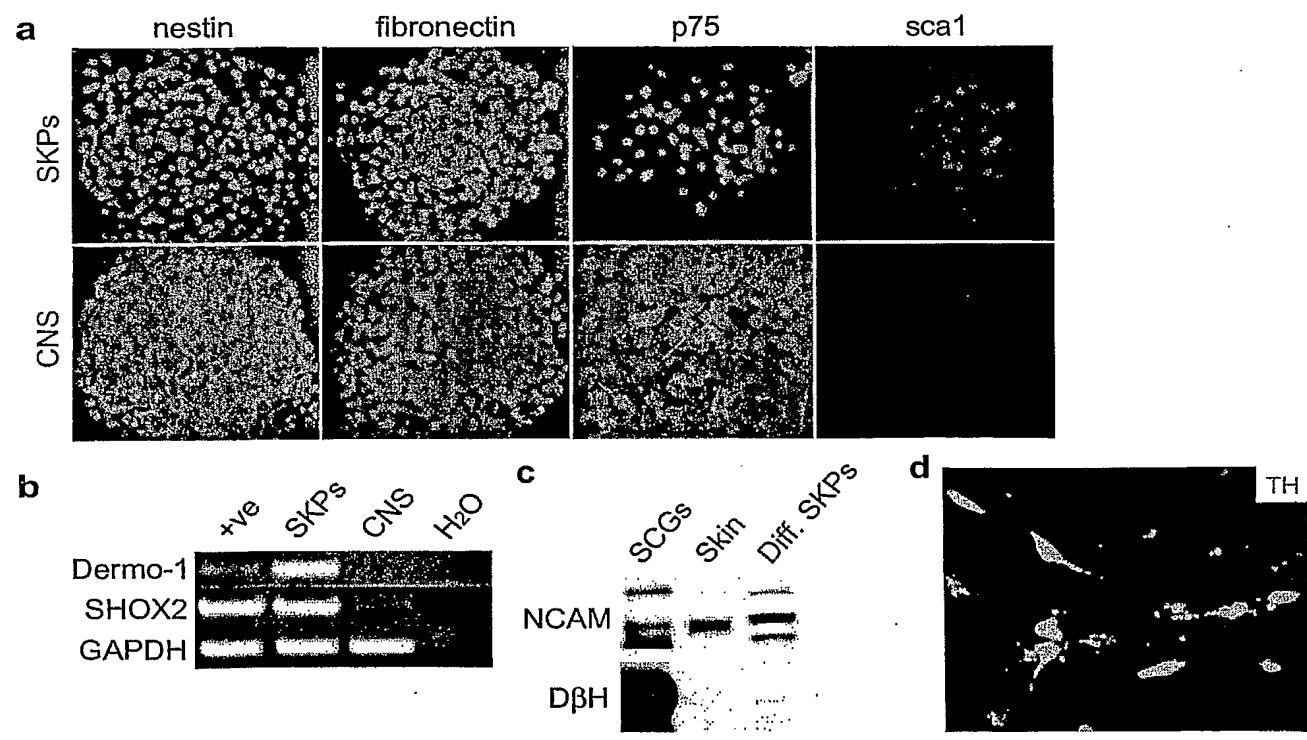 a
nestin fibronectin p75 sca1
SKPs
CNS
b
+ve SKPs CNS H₂O
Dermo-1
SHOX2
GAPDH
c
SCGs Skin Diff. SKPs
NCAM
DβH
d
TH